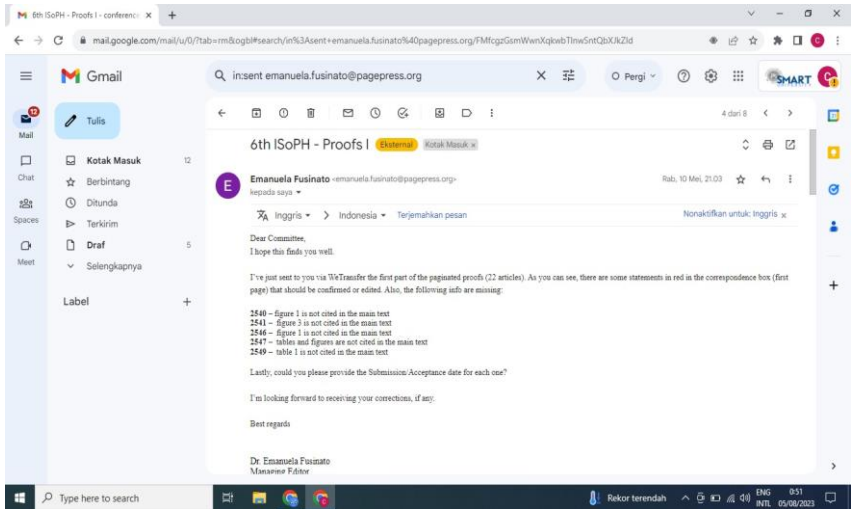 6th ISoPH - Proofs I - conference
mail.google.com/mail/u/0/?tab=rm&ogbl#search/in%3Asent+emanuela.fusinato%40pagepress.org/FMfcgzGsmWwnXqkwbTlnwSntQbXJkZld
Gmail
in:sent emanuela.fusinato@pagepress.org
Pergi
SMART
12
Mail
Tulis
4 dari 8
Chat
Spaces
Meet
Kotak Masuk 12
Berbintang
Ditunda
Terkirim
Draf 5
Selengkapnya
Label
6th ISoPH - Proofs I Eksternal Kotak Masuk x
E
Emanuela Fusinato <emanuela.fusinato@pagepress.org> Rab, 10 Mei, 21.03
kepada saya
Inggris > Indonesia Terjemahkan pesan Nonaktifkan untuk: Inggris x
Dear Committee,
I hope this finds you well.
I've just sent to you via WeTransfer the first part of the paginated proofs (22 articles). As you can see, there are some statements in red in the correspondence box (first
page) that should be confirmed or edited. Also, the following info are missing:
2540 – figure 1 is not cited in the main text
2541 – figure 3 is not cited in the main text
2546 – figure 1 is not cited in the main text
2547 – tables and figures are not cited in the main text
2549 – table 1 is not cited in the main text
Lastly, could you please provide the Submission/Acceptance date for each one?
I'm looking forward to receiving your corrections, if any.
Best regards
Dr. Emanuela Fusinato
Managing Editor
Type here to search
Rekor terendah
ENG
INTL
0:51
05/08/2023